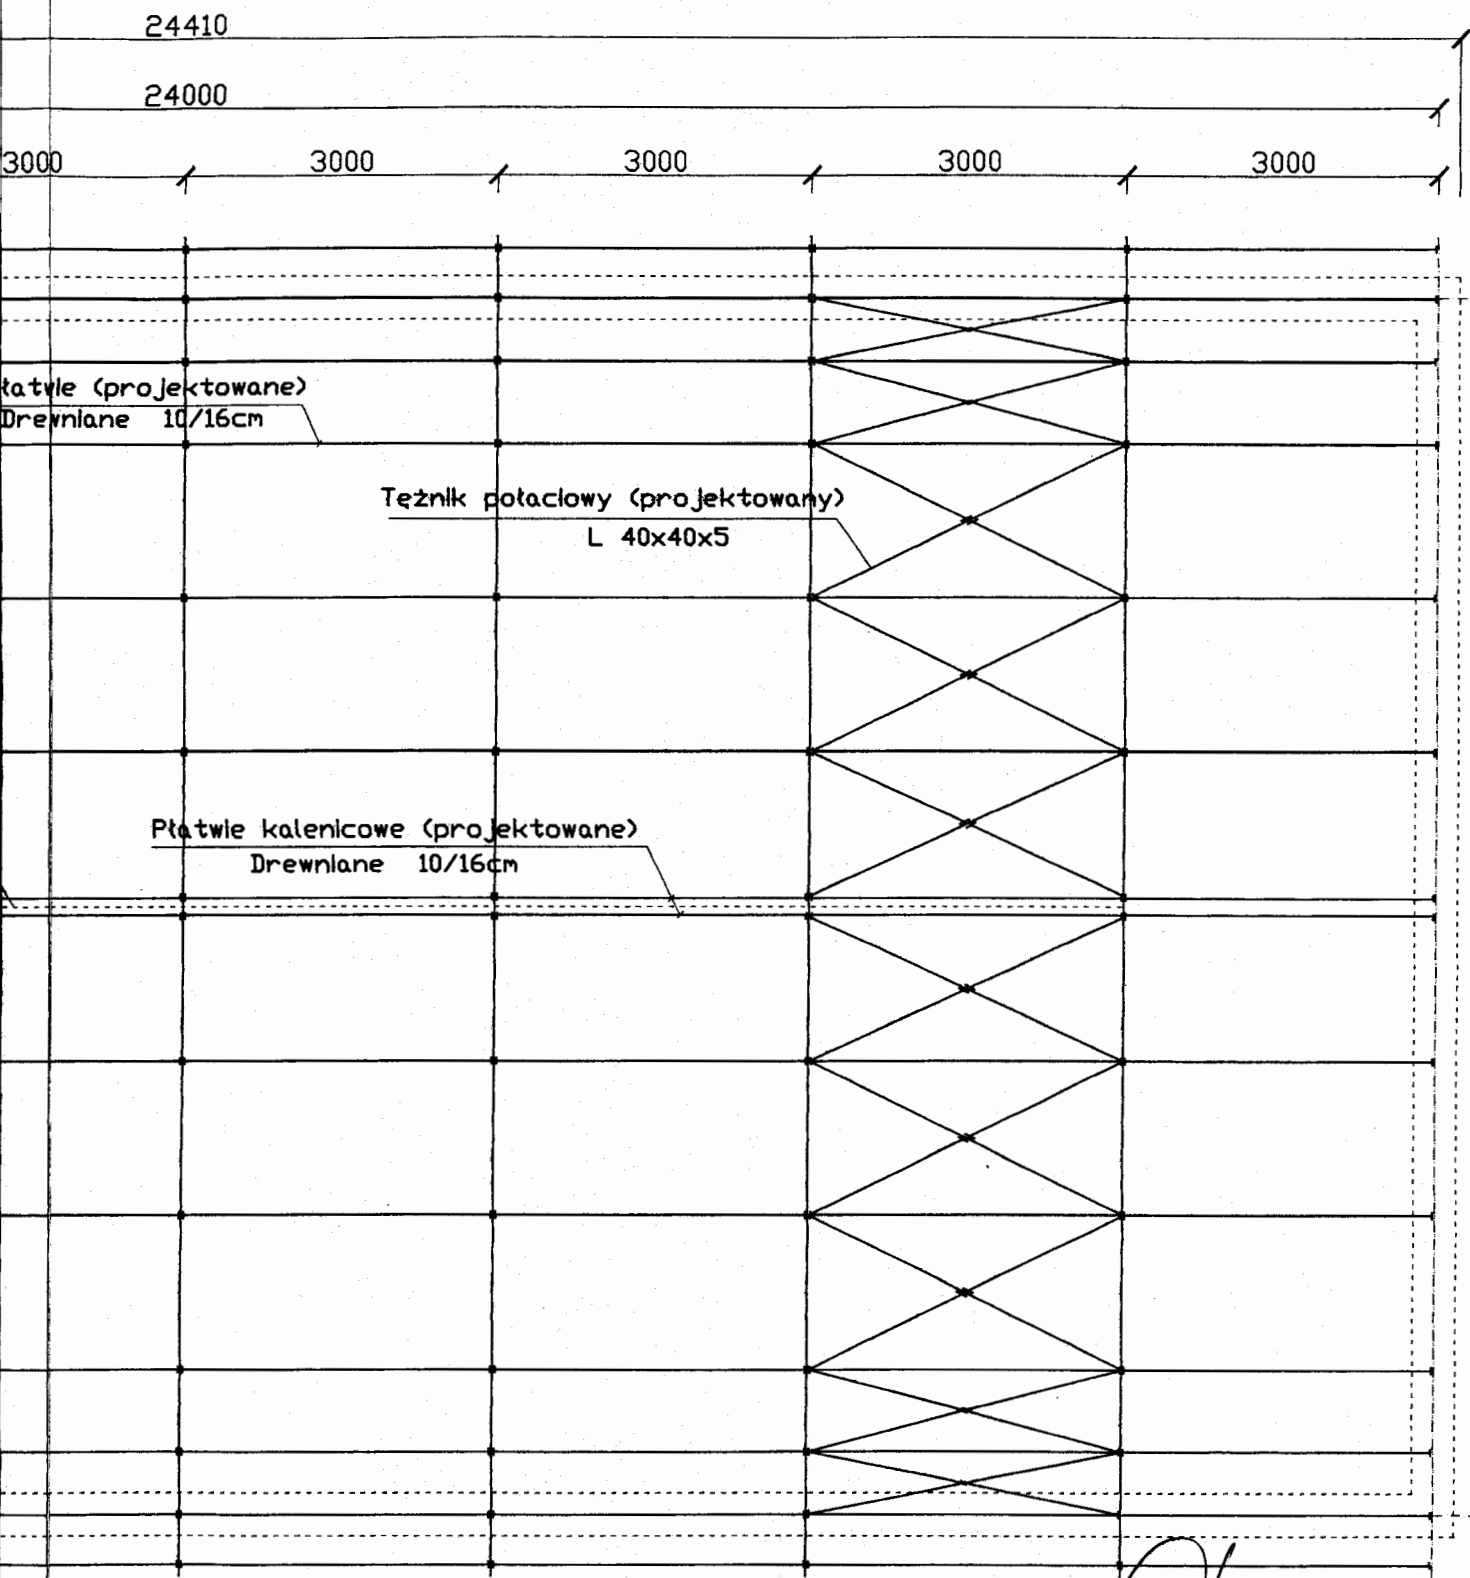 24410
24000
3000 3000 3000 3000 3000
łatwie (projektowane)
Drewniane 10/16cm
Tężnik połaciowy (projektowany)
L 40x40x5
Płatwie kalenicowe (projektowane)
Drewniane 10/16cm